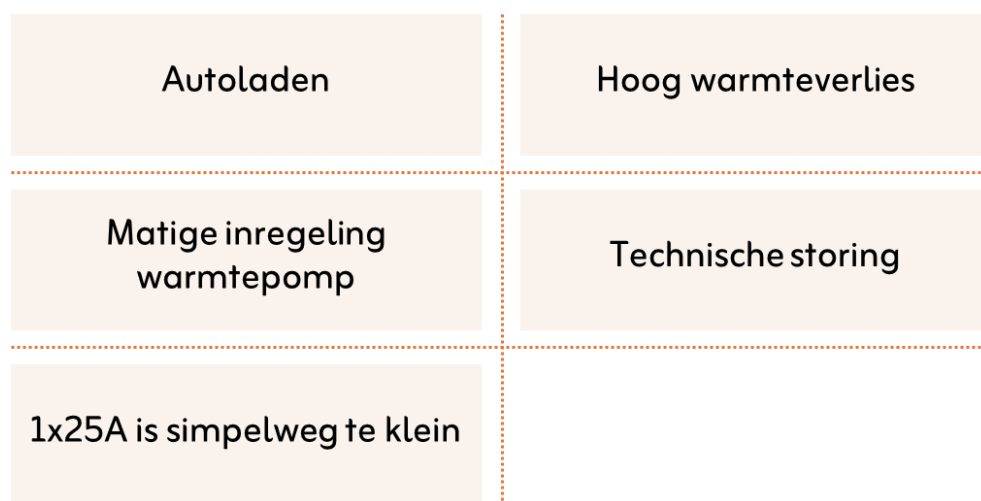 Autoladen
Hoog warmteverlies
Matige inregeling
warmtepomp
Technische storing
1x25A is simpelweg te klein